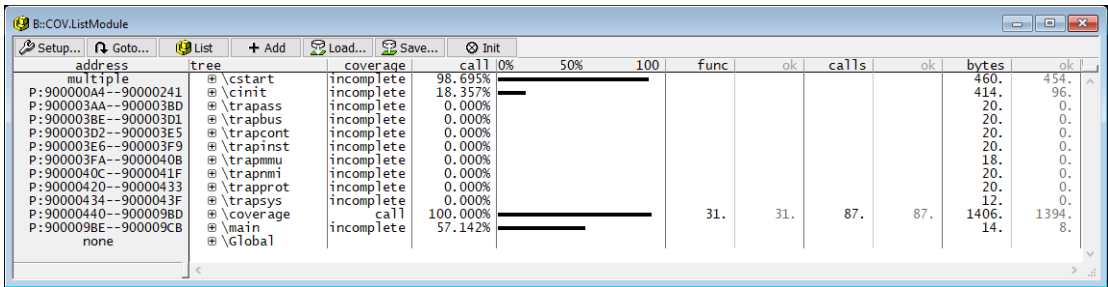 B::COV.ListModule
Setup... Goto... List Add Load... Save... Init
address tree coverage call 0% 50% 100 func ok calls ok bytes ok
multiple \cstart incomplete 98.695% 460. 454.
P:900000A4--90000241 \cinit incomplete 18.357% 414. 96.
P:900003AA--900003BD \trapass incomplete 0.000% 20. 0.
P:900003BE--900003D1 \trapbus incomplete 0.000% 20. 0.
P:900003D2--900003E5 \trapcont incomplete 0.000% 20. 0.
P:900003E6--900003F9 \trapinst incomplete 0.000% 20. 0.
P:900003FA--9000040B \trapmmu incomplete 0.000% 18. 0.
P:9000040C--9000041F \trapnmi incomplete 0.000% 20. 0.
P:90000420--90000433 \trapprot incomplete 0.000% 20. 0.
P:90000434--9000043F \trapsys incomplete 0.000% 12. 0.
P:90000440--900009BD \coverage call 100.000% 31. 31. 87. 87. 1406. 1394.
P:900009BE--900009CB \main incomplete 57.142% 14. 8.
none \Global